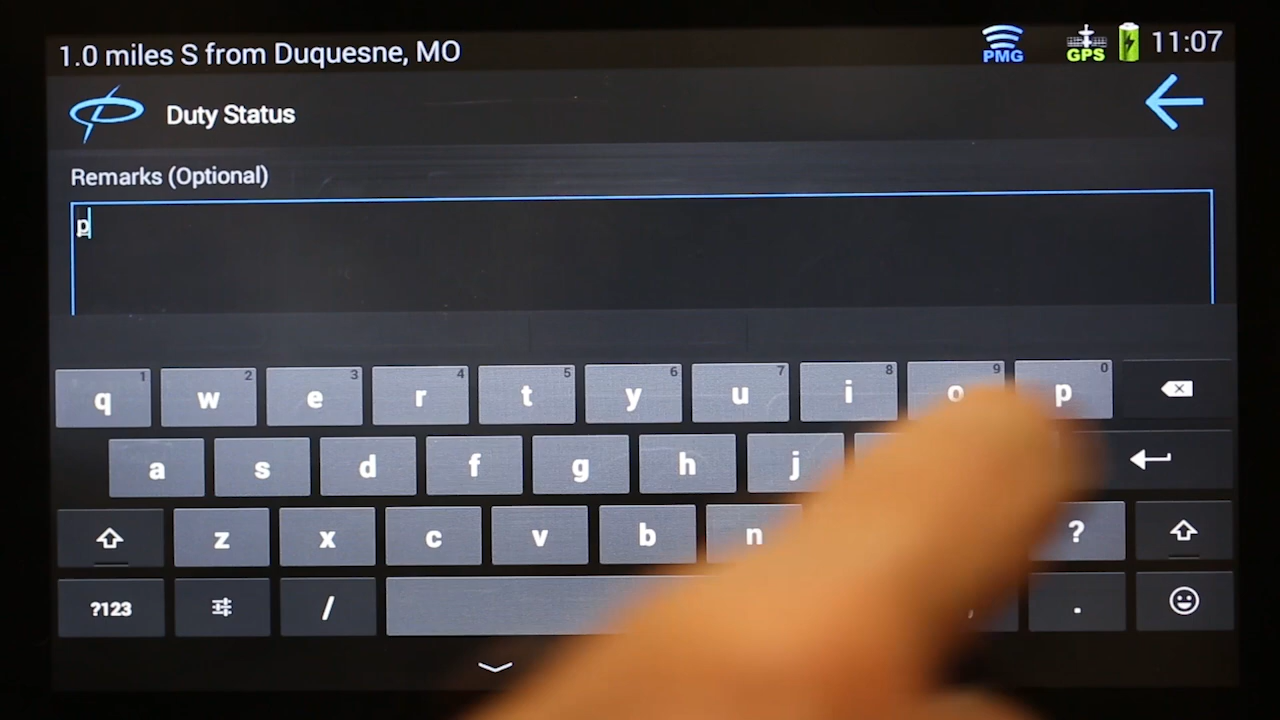 1.0 miles S from Duquesne, MO PMG GPS 11:07
Duty Status
Remarks (Optional)
p
1 2 3 4 5 6 7 8 9 0
q w e r t y u i o p
a s d f g h j
z x c v b n ?
?123 / , .